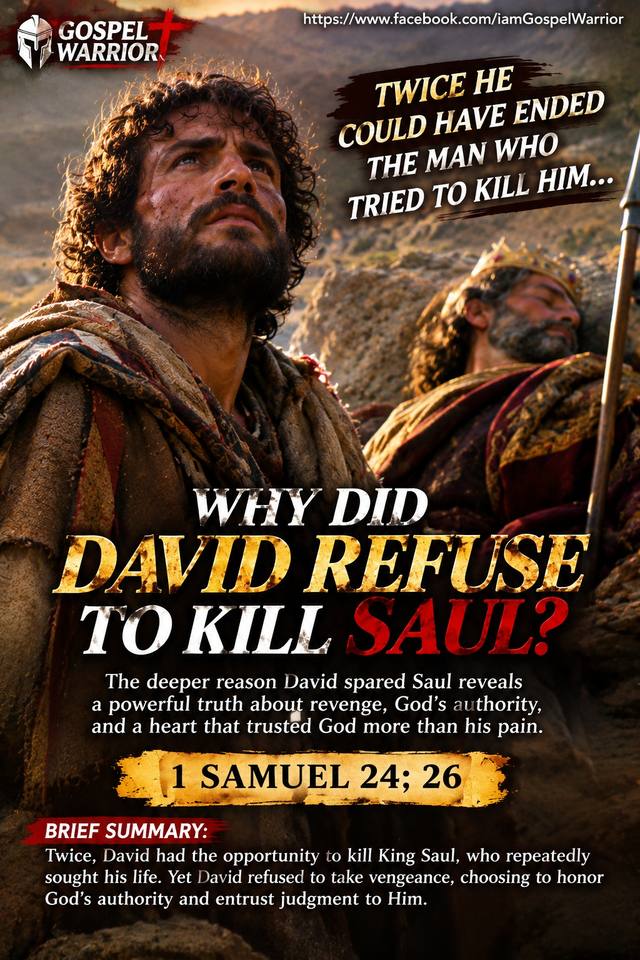 GOSPEL
WARRIOR
https://www.facebook.com/iamGospelWarrior
TWICE HE
COULD HAVE ENDED
THE MAN WHO
TRIED TO KILL HIM...
WHY DID
DAVID REFUSE
TO KILL SAUL?
The deeper reason David spared Saul reveals
a powerful truth about revenge, God's authority,
and a heart that trusted God more than his pain.
1 SAMUEL 24; 26
BRIEF SUMMARY:
Twice, David had the opportunity to kill King Saul, who repeatedly
sought his life. Yet David refused to take vengeance, choosing to honor
God's authority and entrust judgment to Him.